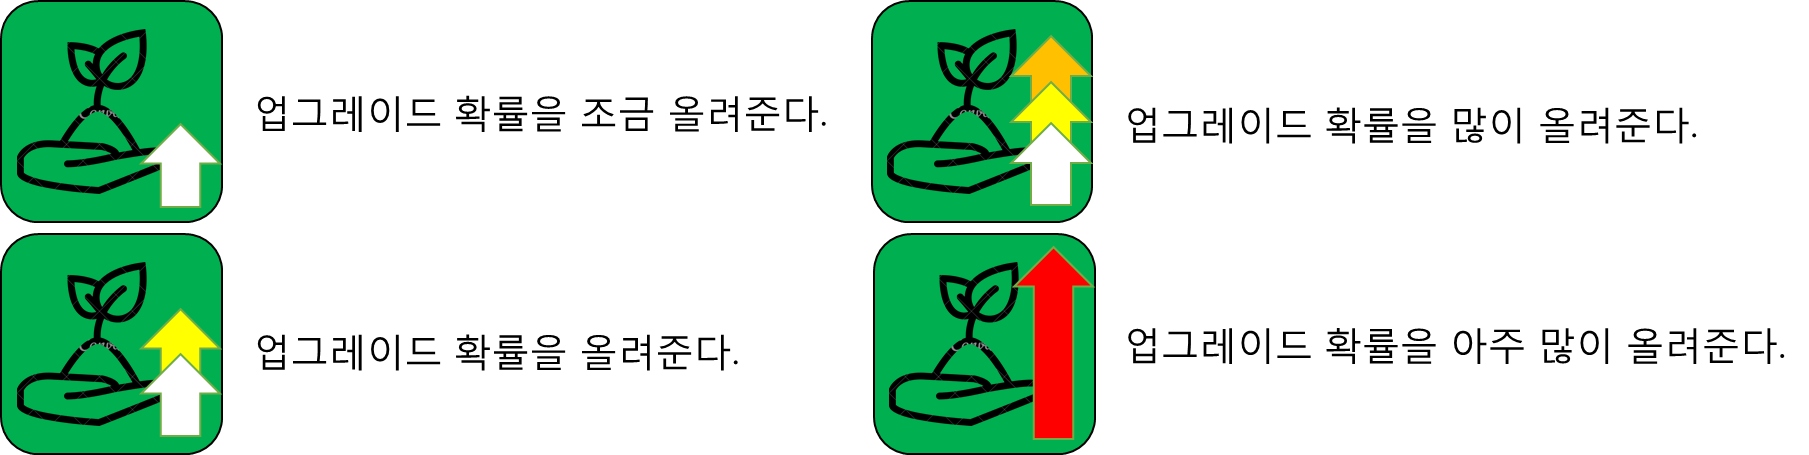 업그레이드 확률을 조금 올려준다.
업그레이드 확률을 많이 올려준다.
업그레이드 확률을 올려준다.
업그레이드 확률을 아주 많이 올려준다.